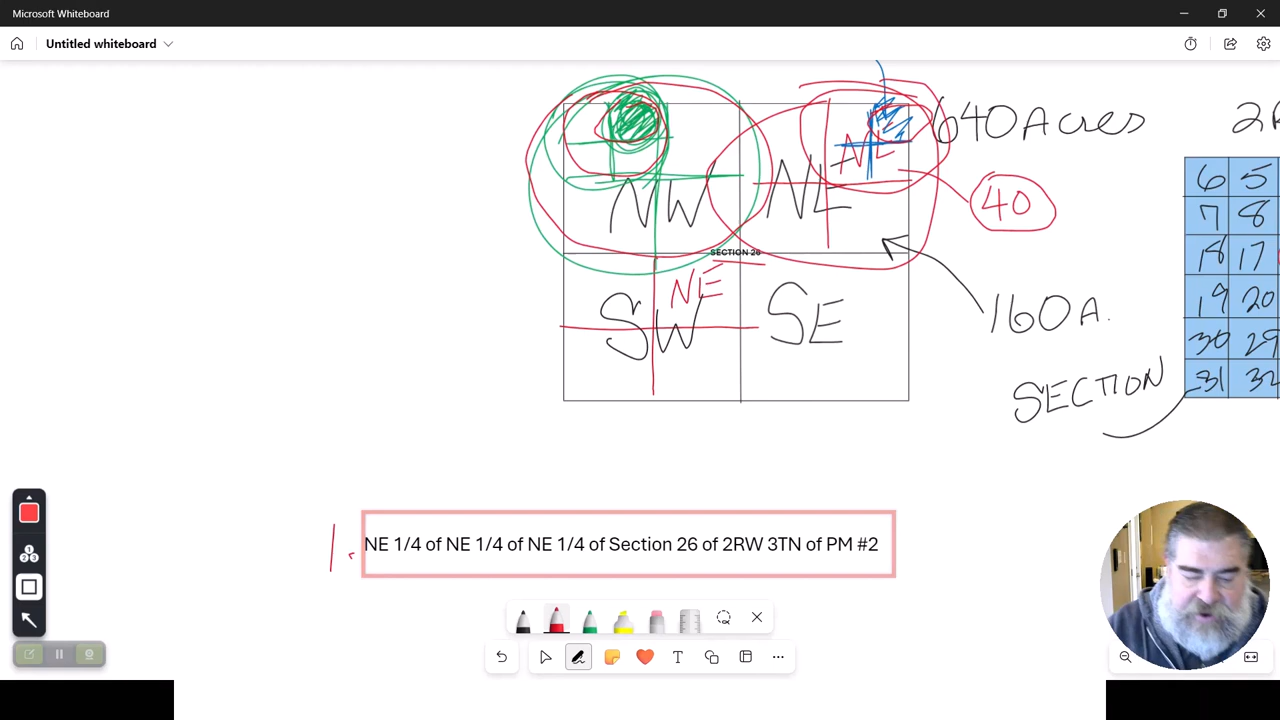 Microsoft Whiteboard
Untitled whiteboard
640 Acres
NE
NW
NE
40
SECTION 26
NE
SW
SE
160A.
SECTION
6 5
7 8
18 17
19 20
30 29
31 32
1.
NE 1/4 of NE 1/4 of NE 1/4 of Section 26 of 2RW 3TN of PM #2